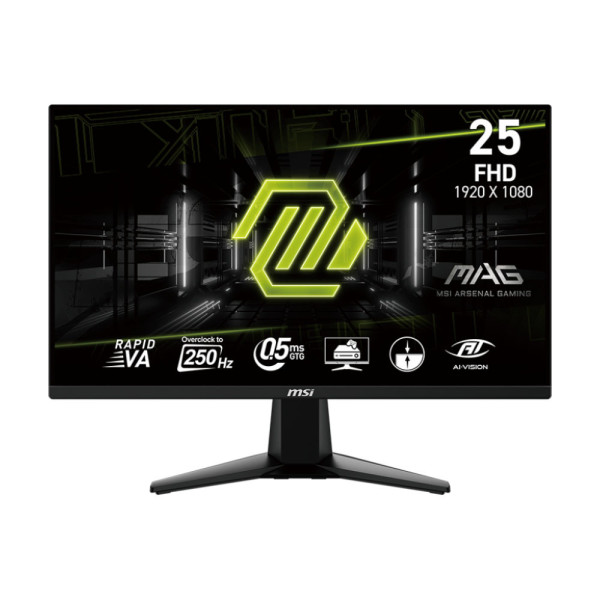 25
FHD
1920 X 1080
MAG
MSI ARSENAL GAMING
RAPID
VA
Overclock to
250Hz
0.5ms
GTG
AI
AI-VISION
msi